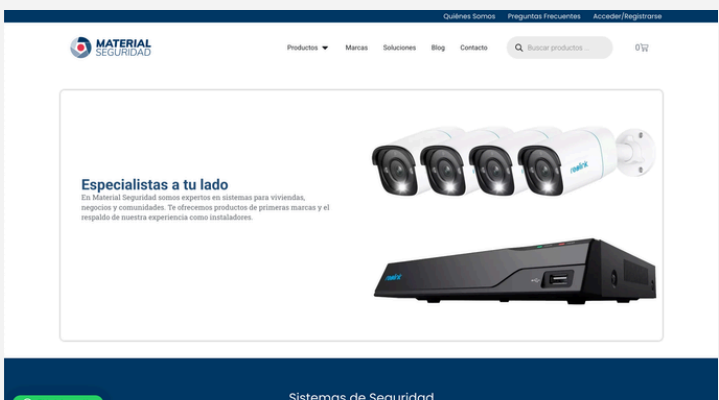 Quiénes Somos Preguntas Frecuentes Acceder/Registrarse
MATERIAL
SEGURIDAD
Productos Marcas Soluciones Blog Contacto Buscar productos ... 0
Especialistas a tu lado
En Material Seguridad somos expertos en sistemas para viviendas,
negocios y comunidades. Te ofrecemos productos de primeras marcas y el
respaldo de nuestra experiencia como instaladores.
reolink
reolink
Sistemas de Seguridad